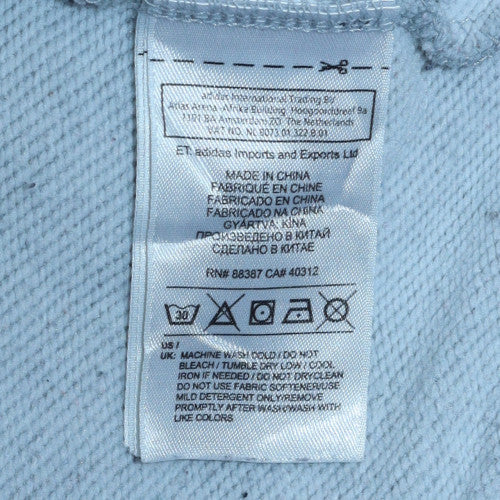 adidas International Trading BV
Atlas Arena - Afrika Building Hoogoorddreef 9a
1101 BA Amsterdam ZO. The Netherlands
VAT NO. NL 8073.01.322.B.01
ET: adidas Imports and Exports Ltd
MADE IN CHINA
FABRIQUÉ EN CHINE
FABRICADO EN CHINA
FABRICADO NA CHINA
GYÁRTVA: KÍNA
ПРОИЗВЕДЕНО В КИТАЙ
СДЕЛАНО В КИТАЕ
RN# 88387 CA# 40312
30
US /
UK: MACHINE WASH COLD / DO NOT
BLEACH / TUMBLE DRY LOW / COOL
IRON IF NEEDED / DO NOT DRYCLEAN
DO NOT USE FABRIC SOFTENER/USE
MILD DETERGENT ONLY/REMOVE
PROMPTLY AFTER WASH/WASH WITH
LIKE COLORS